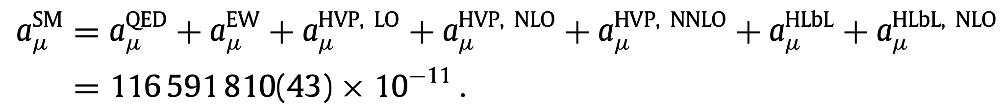 a_μ^SM = a_μ^QED + a_μ^EW + a_μ^HVP, LO + a_μ^HVP, NLO + a_μ^HVP, NNLO + a_μ^HLbL + a_μ^HLbL, NLO
= 116 591 810(43) × 10^−11 .